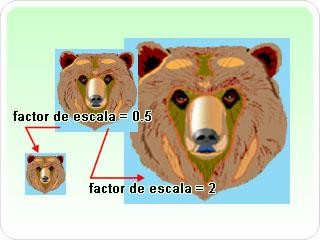 factor de escala = 0.5
factor de escala = 2